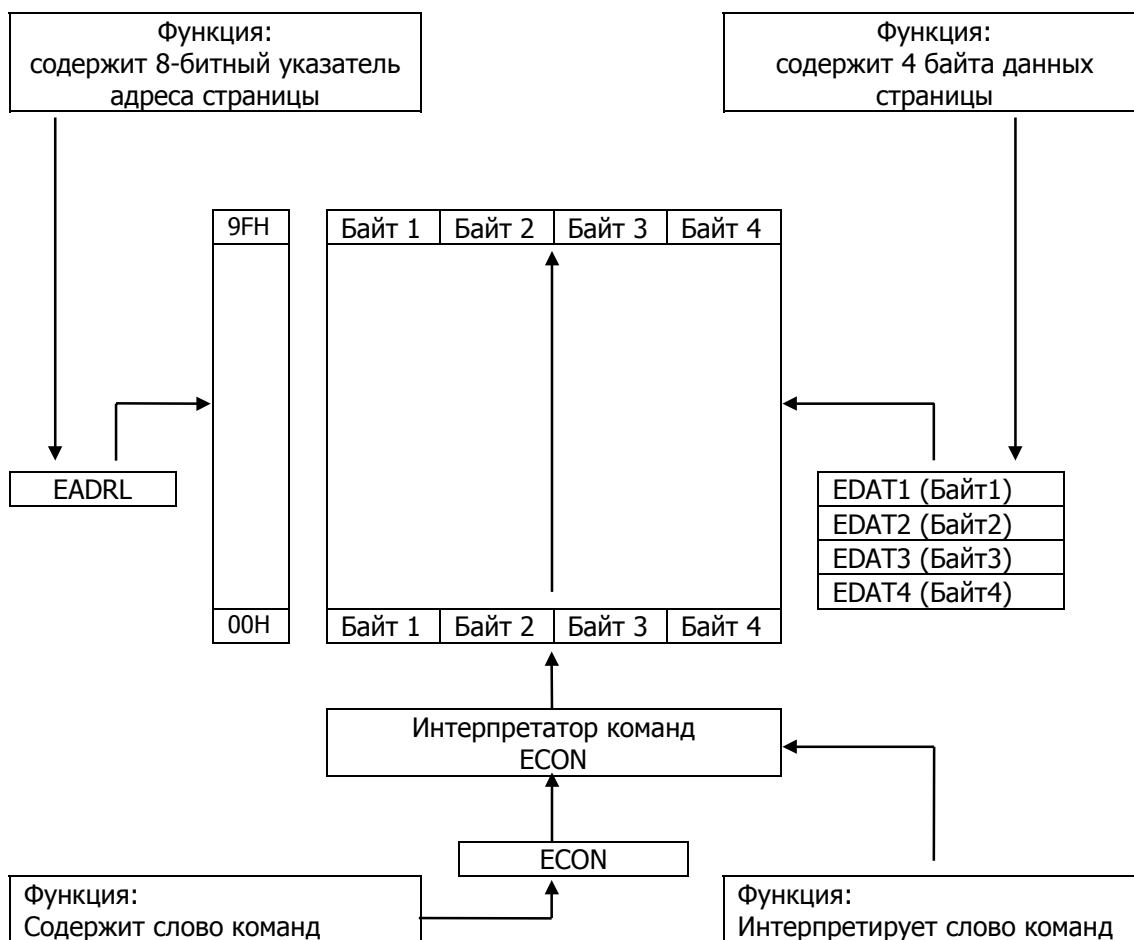 Функция:
содержит 8-битный указатель
адреса страницы
Функция:
содержит 4 байта данных
страницы
9FH
Байт 1 Байт 2 Байт 3 Байт 4
EADRL
EDAT1 (Байт1)
EDAT2 (Байт2)
EDAT3 (Байт3)
EDAT4 (Байт4)
00H
Байт 1 Байт 2 Байт 3 Байт 4
Интерпретатор команд
ECON
ECON
Функция:
Содержит слово команд
Функция:
Интерпретирует слово команд